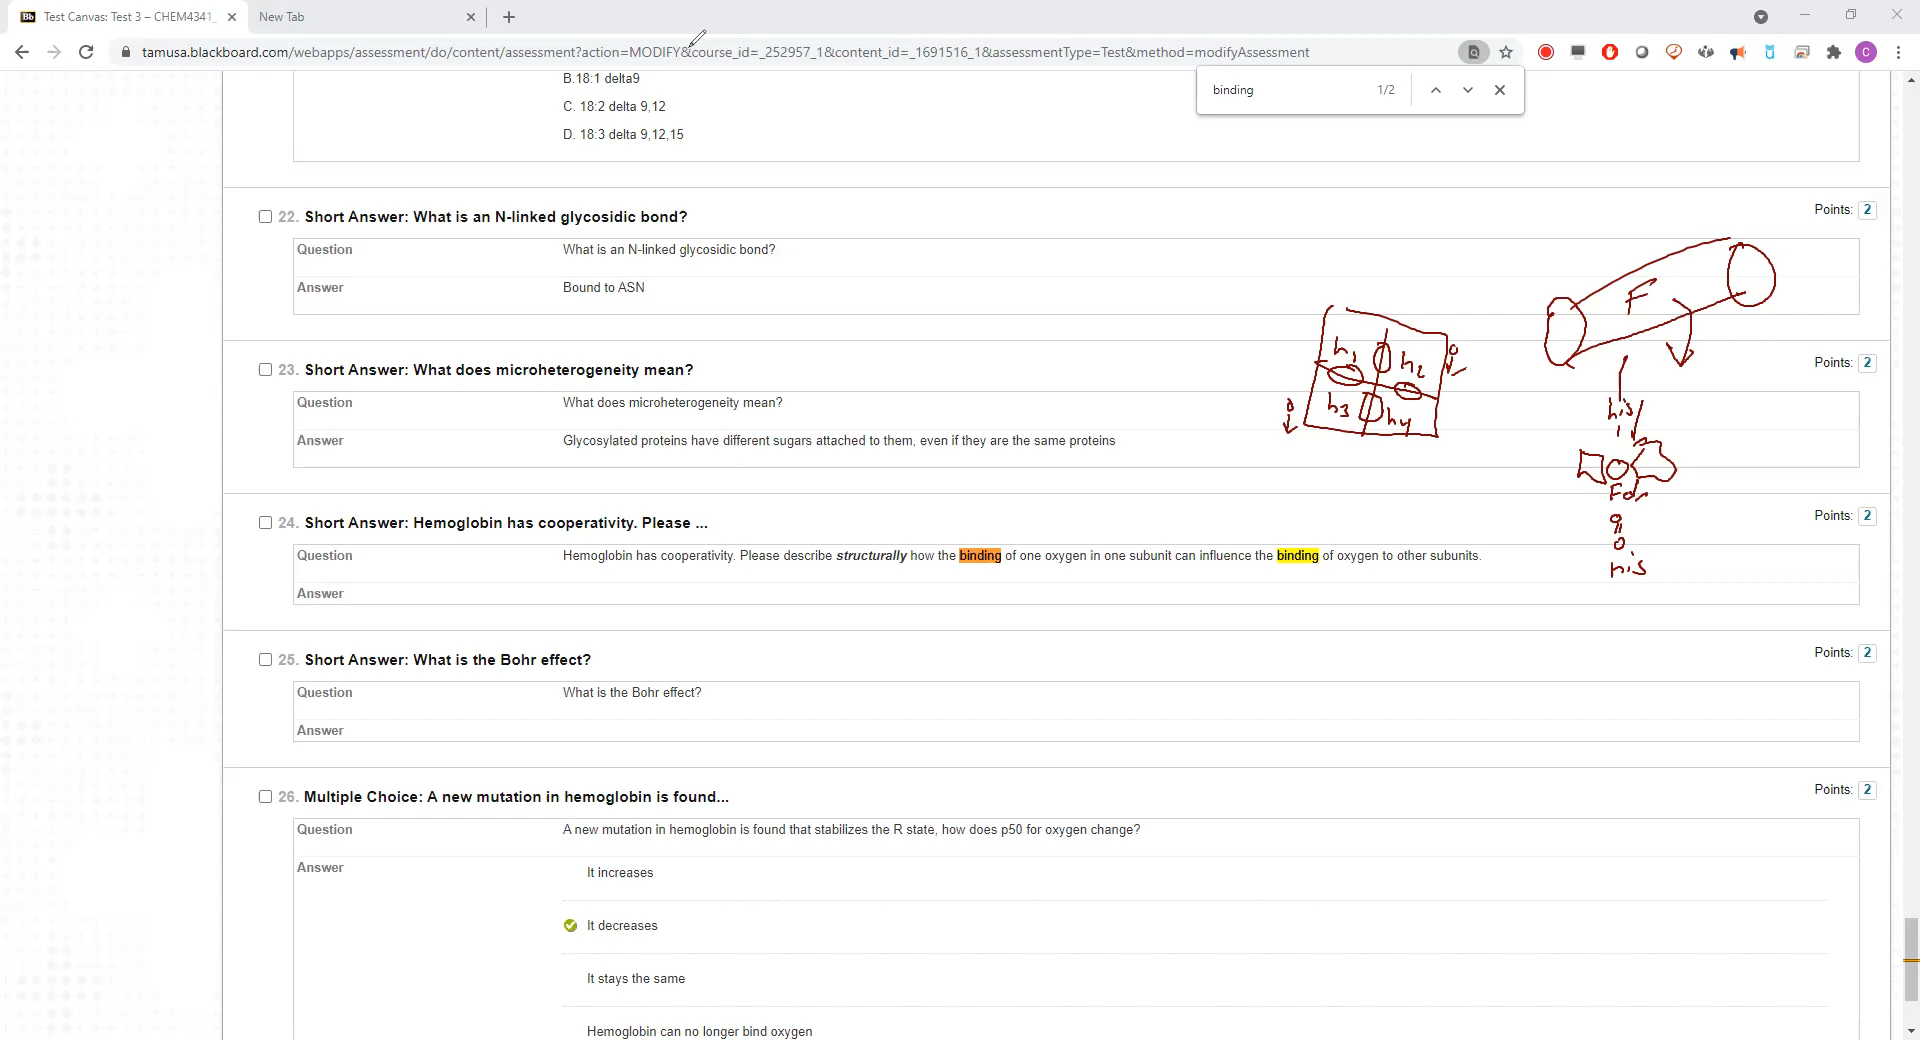 Test Canvas: Test 3 – CHEM4341_
New Tab
tamusa.blackboard.com/webapps/assessment/do/content/assessment?action=MODIFY&course_id=_252957_1&content_id=_1691516_1&assessmentType=Test&method=modifyAssessment
C
binding 1/2
B.18:1 delta9
C. 18:2 delta 9,12
D. 18:3 delta 9,12,15
22. Short Answer: What is an N-linked glycosidic bond?
Points: 2
Question What is an N-linked glycosidic bond?
Answer Bound to ASN
23. Short Answer: What does microheterogeneity mean?
Points: 2
Question What does microheterogeneity mean?
Answer Glycosylated proteins have different sugars attached to them, even if they are the same proteins
F
h1 h2
h3 h4
his
his
24. Short Answer: Hemoglobin has cooperativity. Please ...
Points: 2
Question Hemoglobin has cooperativity. Please describe structurally how the binding of one oxygen in one subunit can influence the binding of oxygen to other subunits.
Answer
25. Short Answer: What is the Bohr effect?
Points: 2
Question What is the Bohr effect?
Answer
26. Multiple Choice: A new mutation in hemoglobin is found...
Points: 2
Question A new mutation in hemoglobin is found that stabilizes the R state, how does p50 for oxygen change?
Answer
It increases
It decreases
It stays the same
Hemoglobin can no longer bind oxygen